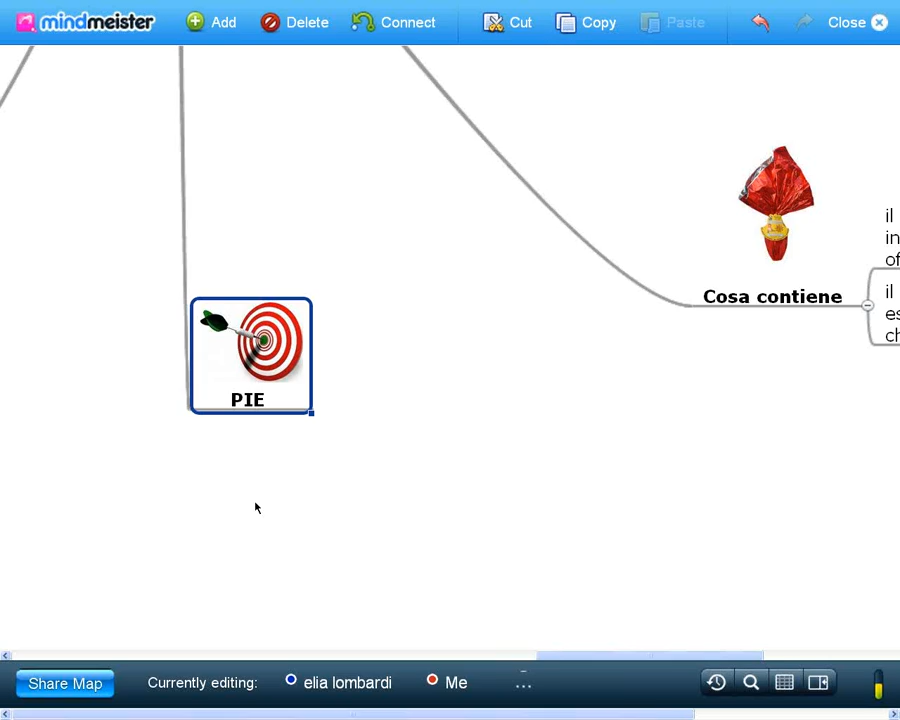 mindmeister Add Delete Connect Cut Copy Paste Close
il
in
of
Cosa contiene
il
es
ch
PIE
Share Map Currently editing: elia lombardi Me ...